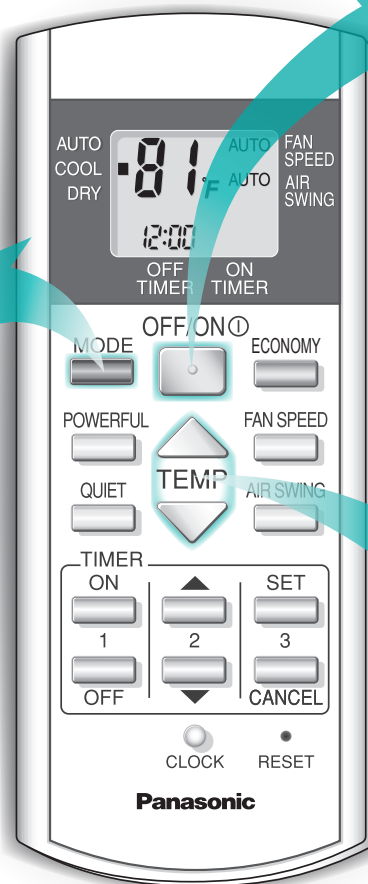 AUTO
COOL
DRY
81°F
AUTO
AUTO
FAN
SPEED
AIR
SWING
12:00
OFF
TIMER
ON
TIMER
OFF/ON
MODE
ECONOMY
POWERFUL
FAN SPEED
TEMP
QUIET
AIR SWING
TIMER
ON
SET
1
2
3
OFF
CANCEL
CLOCK
RESET
Panasonic